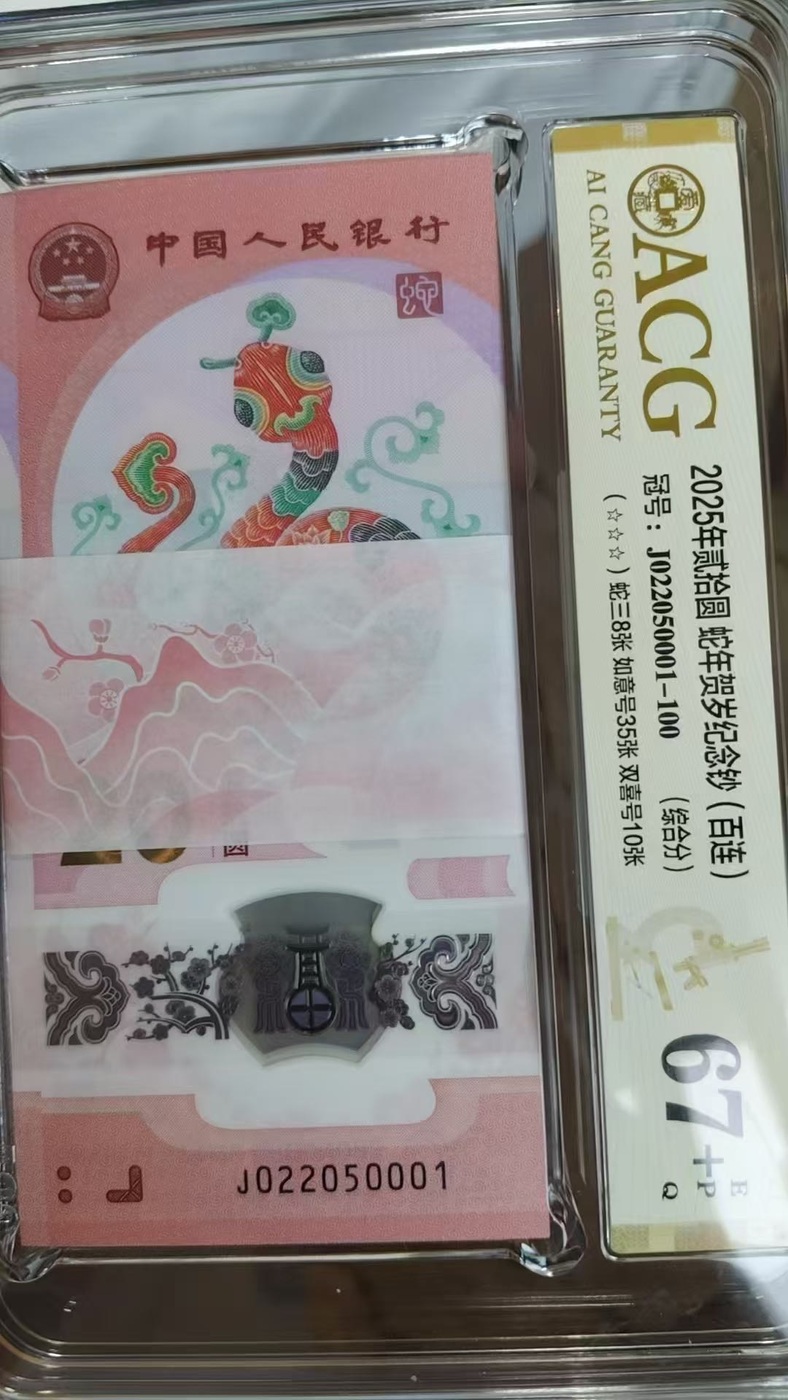 中国人民银行
蛇
20
圆
J022050001
ACG
AI CANG GUARANTY
2025年贰拾圆 蛇年贺岁纪念钞（百连）
冠号：J022050001-100 （综合分）
（☆☆☆）蛇三8张 如意号35张 双喜号10张
67+
E
P
Q